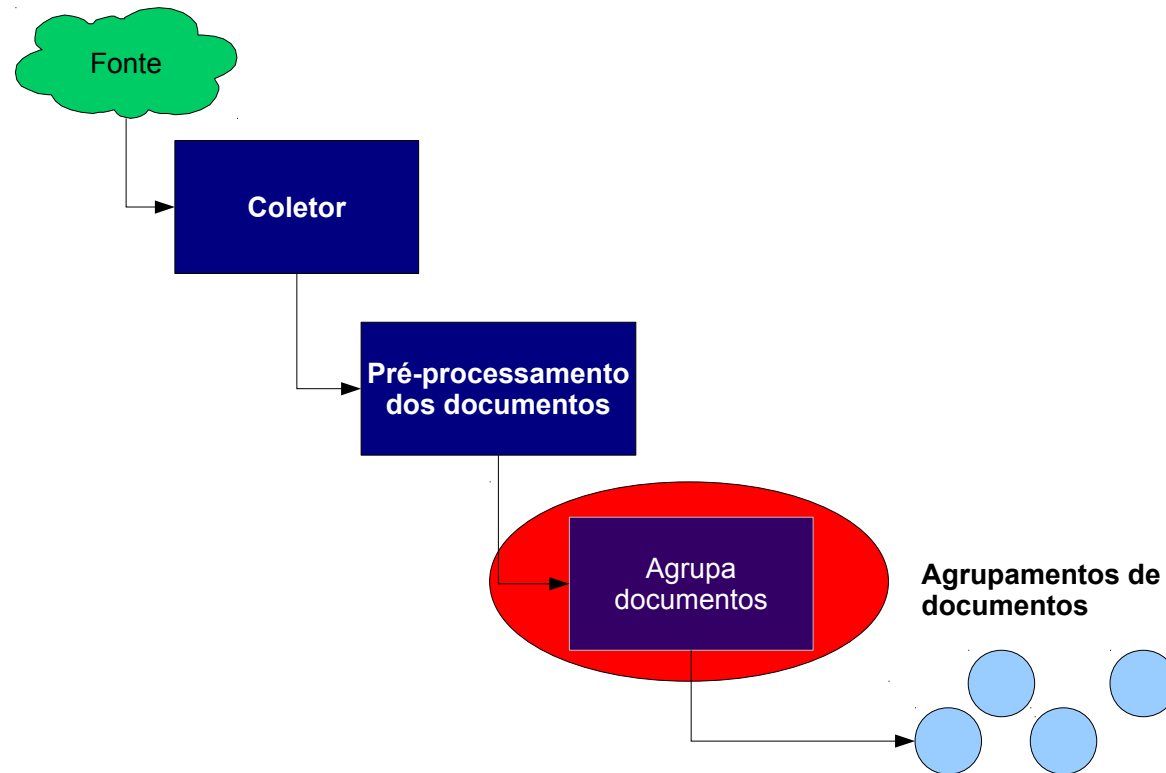 Fonte
Coletor
Pré-processamento
dos documentos
Agrupa
documentos
Agrupamentos de
documentos